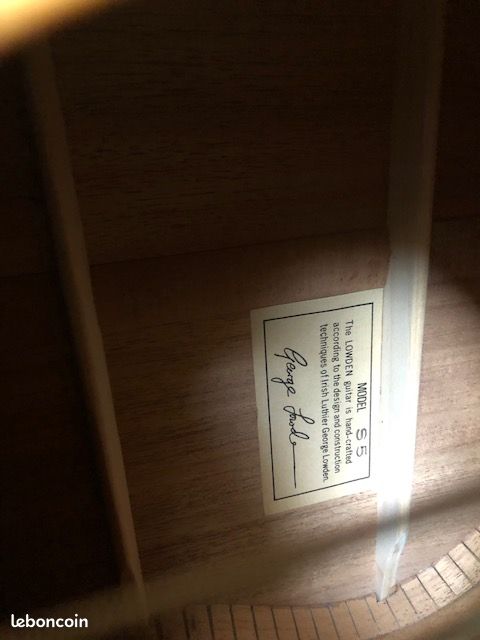 MODEL S5
The LOWDEN guitar is hand-crafted
according to the design and construction
techniques of Irish Luthier George Lowden.
George Lowden
leboncoin